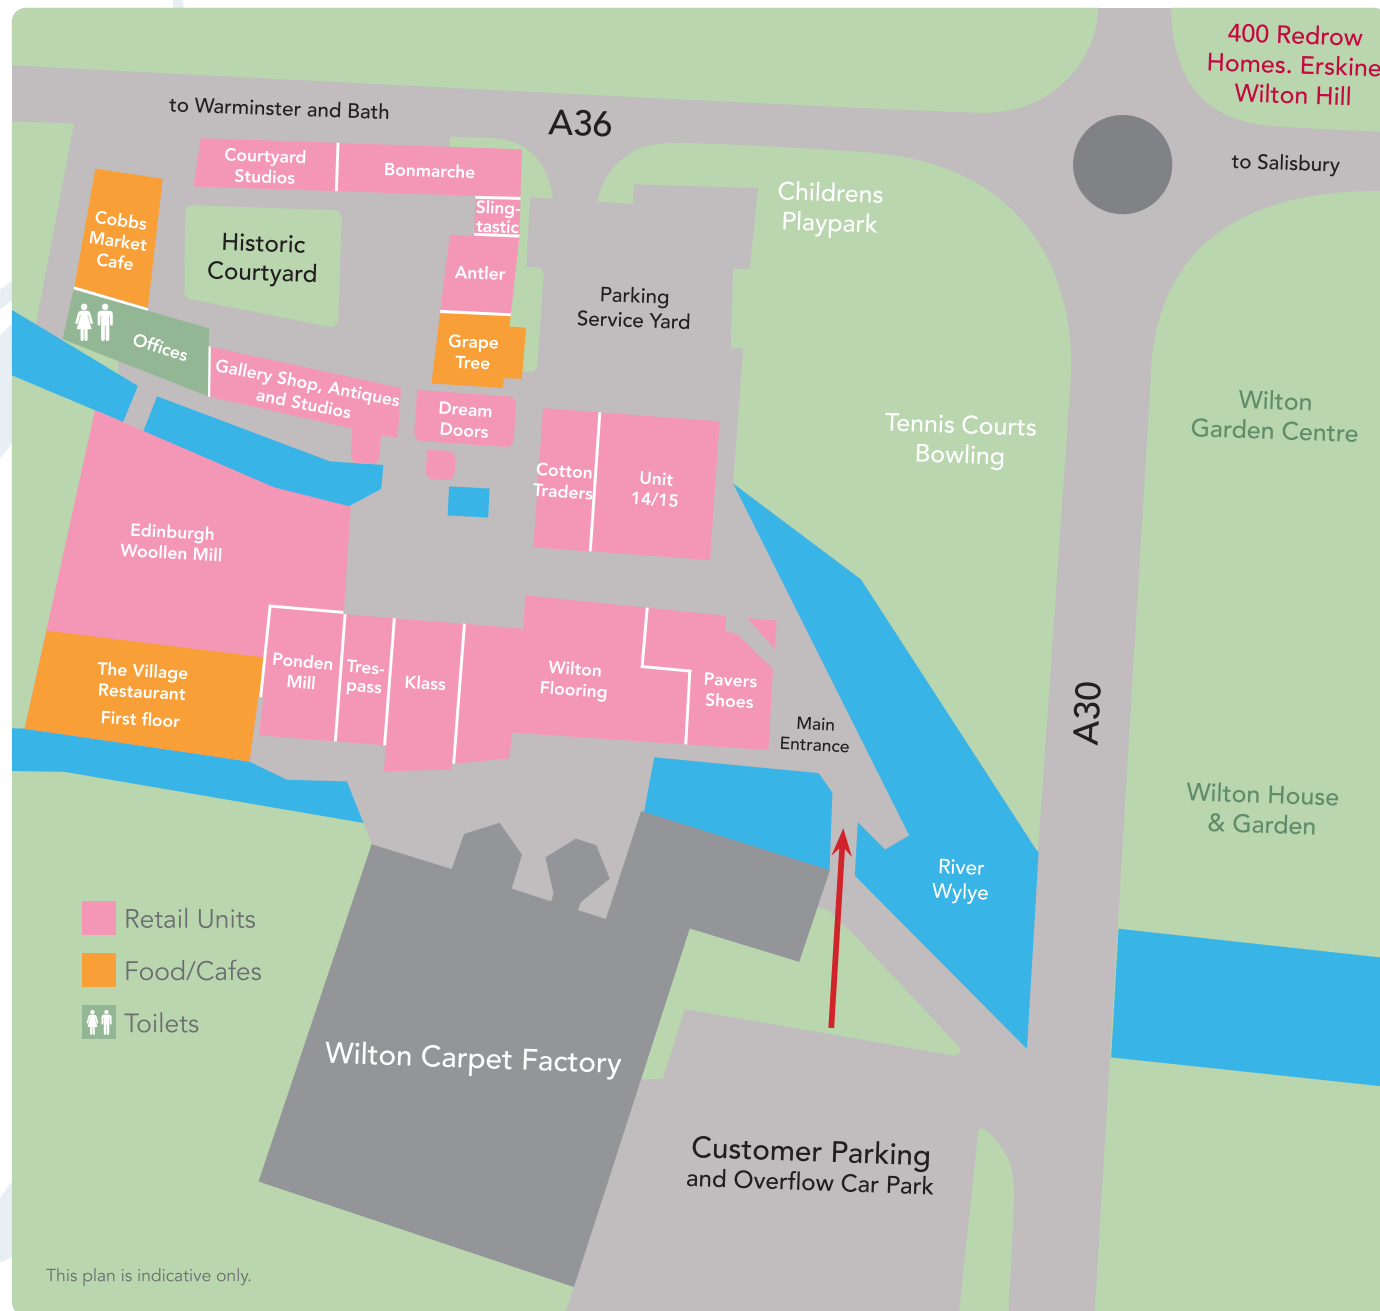 400 Redrow
Homes. Erskine
Wilton Hill
to Warminster and Bath
A36
to Salisbury
Courtyard
Studios
Bonmarche
Childrens
Playpark
Sling-
tastic
Cobbs
Market
Cafe
Historic
Courtyard
Antler
Parking
Service Yard
Grape
Tree
Offices
Gallery Shop, Antiques
and Studios
Dream
Doors
Wilton
Garden Centre
Tennis Courts
Bowling
Cotton
Traders
Unit
14/15
Edinburgh
Woollen Mill
Ponden
Mill
Tres-
pass
Klass
Wilton
Flooring
Pavers
Shoes
The Village
Restaurant
First floor
Main
Entrance
A30
Wilton House
& Garden
River
Wylye
Retail Units
Food/Cafes
Toilets
Wilton Carpet Factory
Customer Parking
and Overflow Car Park
This plan is indicative only.